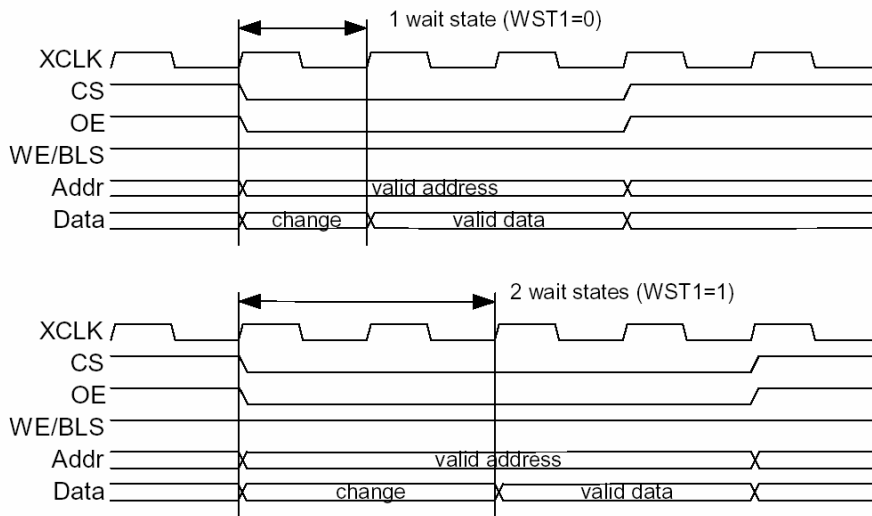 1 wait state (WST1=0)
XCLK
CS
OE
WE/BLS
Addr valid address
Data change valid data
2 wait states (WST1=1)
XCLK
CS
OE
WE/BLS
Addr valid address
Data change valid data